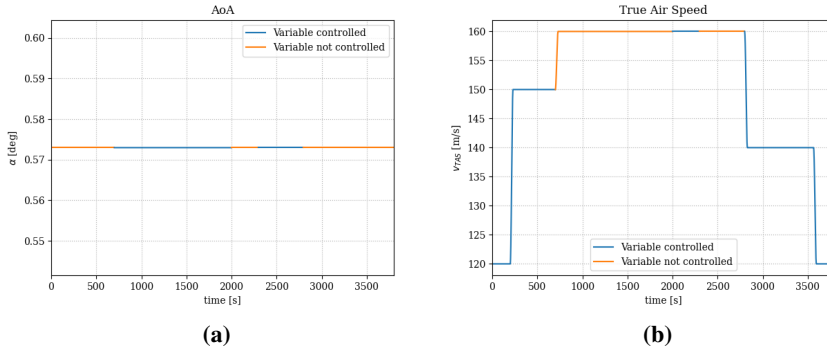 AoA
0.60
0.59
0.58
0.57
0.56
0.55
α [deg]
Variable controlled
Variable not controlled
0
500
1000
1500
2000
2500
3000
3500
time [s]
(a)
True Air Speed
160
155
150
145
140
135
130
125
120
v_TAS [m/s]
Variable controlled
Variable not controlled
0
500
1000
1500
2000
2500
3000
3500
time [s]
(b)